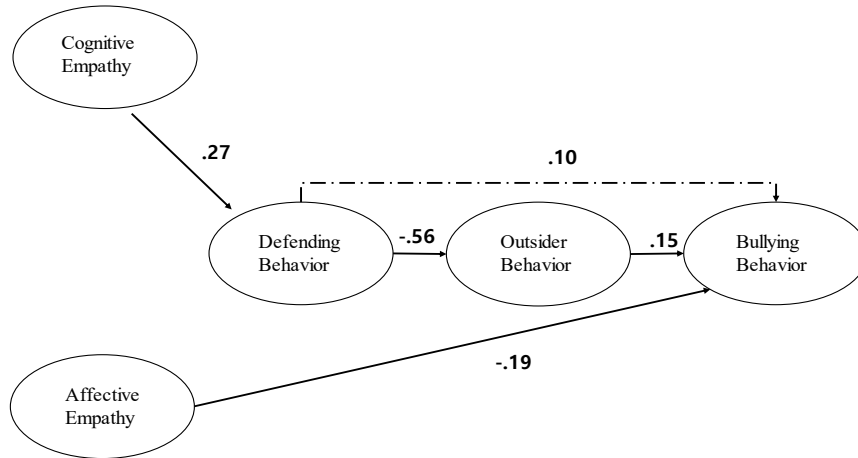 Cognitive
Empathy
.27
.10
Defending
Behavior
-.56
Outsider
Behavior
.15
Bullying
Behavior
-.19
Affective
Empathy